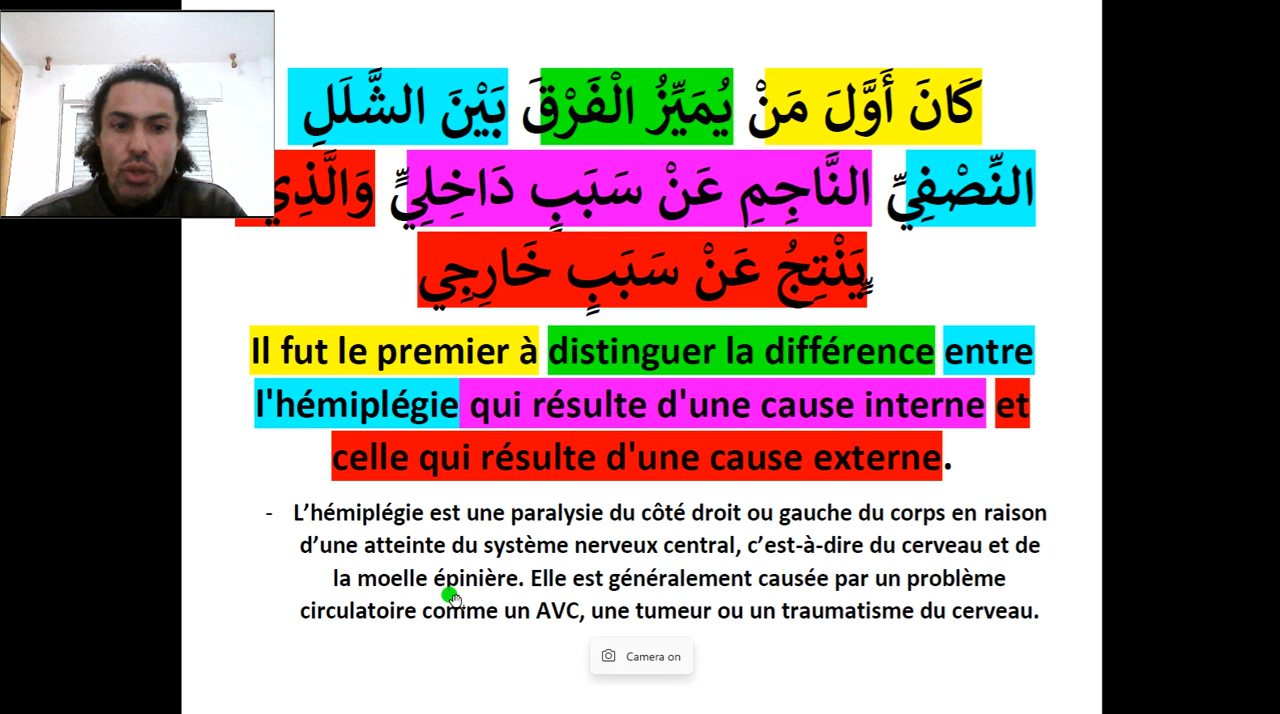 كَانَ أَوَّلَ مَنْ يُمَيِّزُ الْفَرْقَ بَيْنَ الشَّلَلِ
النِّصْفِيِّ النَّاجِمِ عَنْ سَبَبٍ دَاخِلِيٍّ وَالَّذِي
يَنْتِجُ عَنْ سَبَبٍ خَارِجِيٍّ
Il fut le premier à distinguer la différence entre
l'hémiplégie qui résulte d'une cause interne et
celle qui résulte d'une cause externe.
- L’hémiplégie est une paralysie du côté droit ou gauche du corps en raison
d’une atteinte du système nerveux central, c’est-à-dire du cerveau et de
la moelle épinière. Elle est généralement causée par un problème
circulatoire comme un AVC, une tumeur ou un traumatisme du cerveau.
Camera on